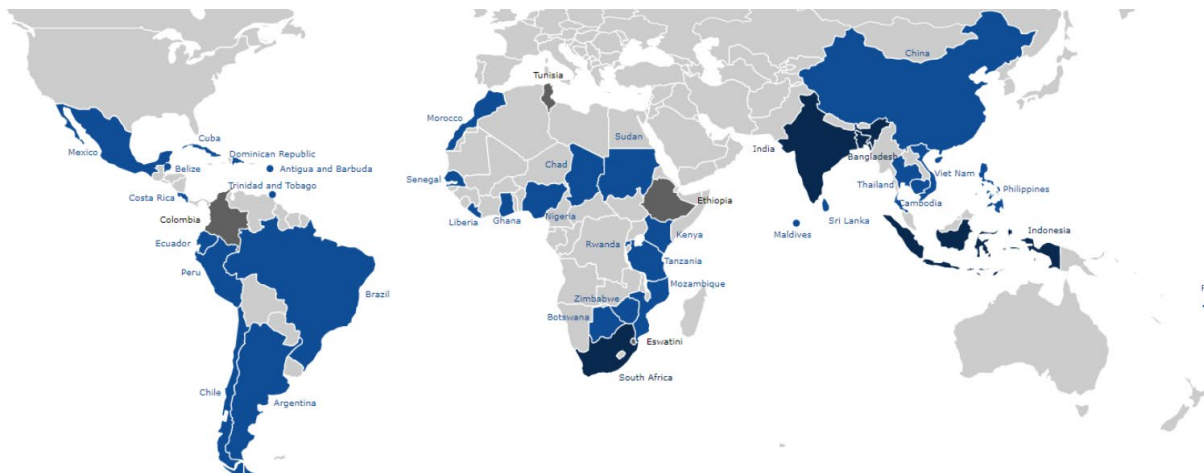 China
Tunisia
Morocco
Sudan
Cuba
Mexico
Dominican Republic
India
Bangladesh
Belize
Antigua and Barbuda
Chad
Senegal
Viet Nam
Thailand
Trinidad and Tobago
Philippines
Costa Rica
Ethiopia
Cambodia
Liberia
Ghana
Nigeria
Colombia
Sri Lanka
Indonesia
Kenya
Maldives
Ecuador
Rwanda
Tanzania
Peru
Mozambique
Brazil
Zimbabwe
Botswana
Eswatini
South Africa
Chile
Argentina